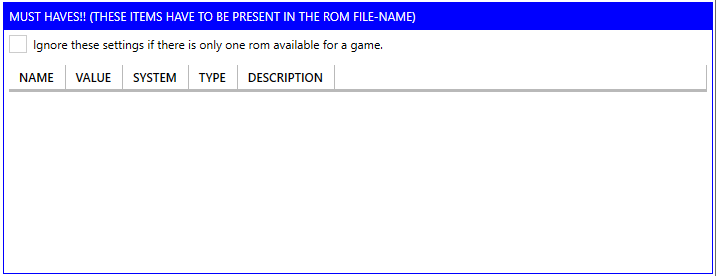 MUST HAVES!! (THESE ITEMS HAVE TO BE PRESENT IN THE ROM FILE-NAME)
Ignore these settings if there is only one rom available for a game.
NAME VALUE SYSTEM TYPE DESCRIPTION